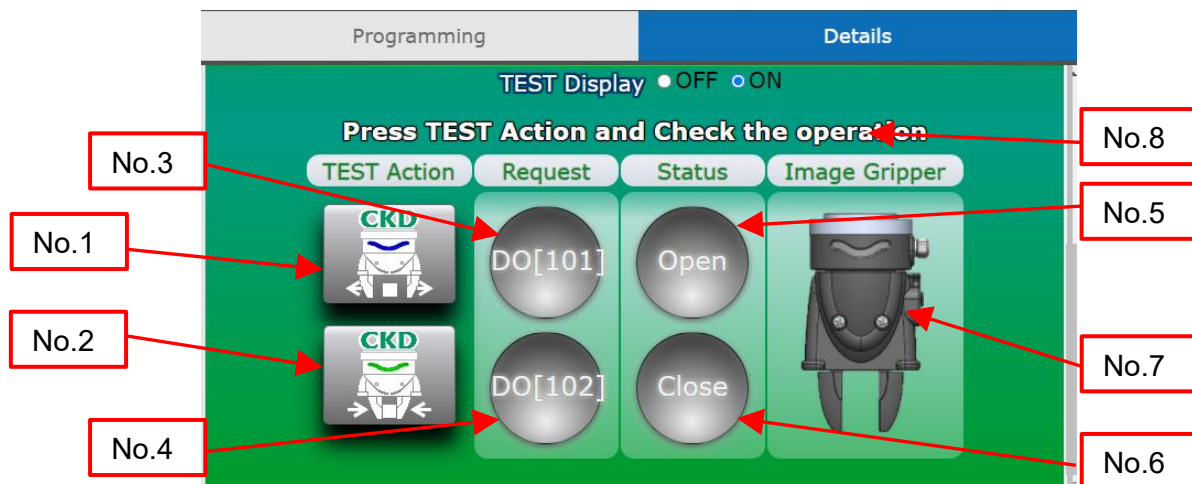 Programming Details
TEST Display OFF ON
Press TEST Action and Check the operation
No.8
No.3
TEST Action Request Status Image Gripper
No.5
No.1
CKD
DO[101] Open
No.2
CKD
DO[102] Close
No.7
No.4
No.6